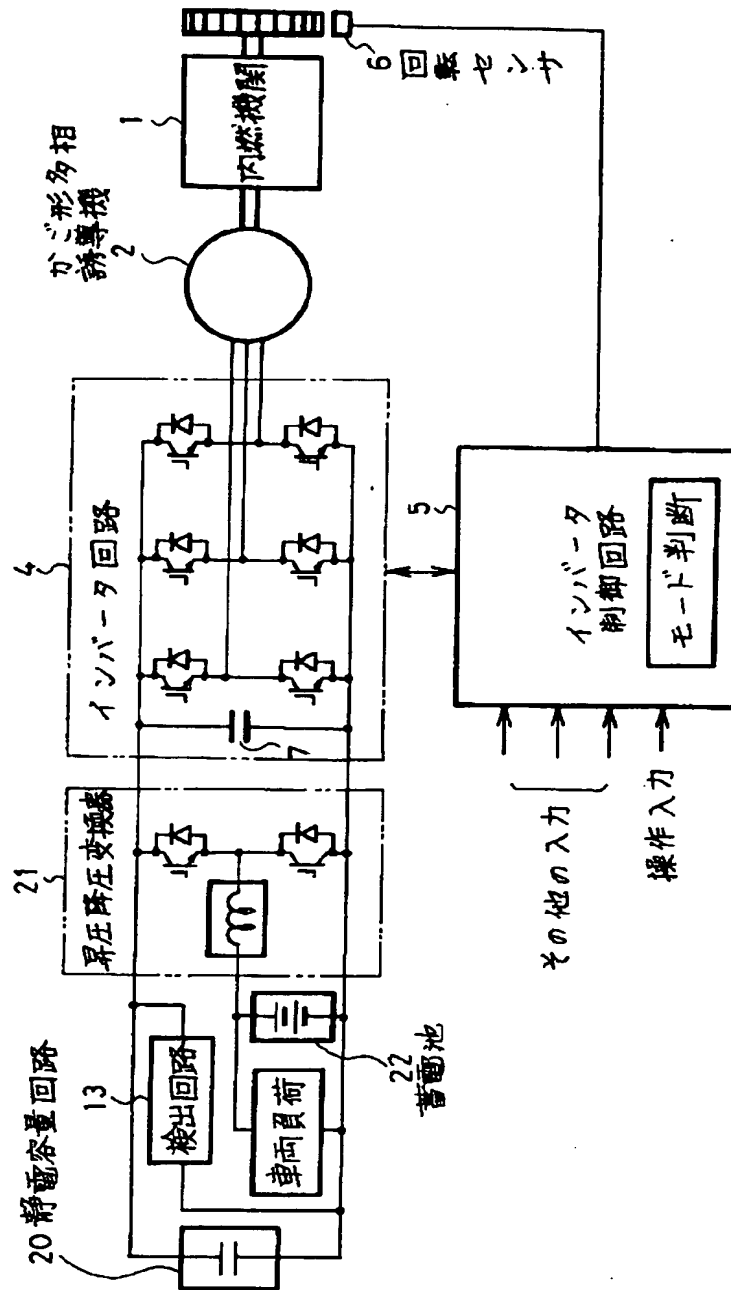 20 静電容量回路
13
検出回路
車両負荷
22
蓄電池
21
昇圧降圧変換器
4
インバータ回路
7
かご形多相
誘導機
2
1
内燃機関
6 回転センサ
5
インバータ
制御回路
モード判断
その他の入力
操作入力